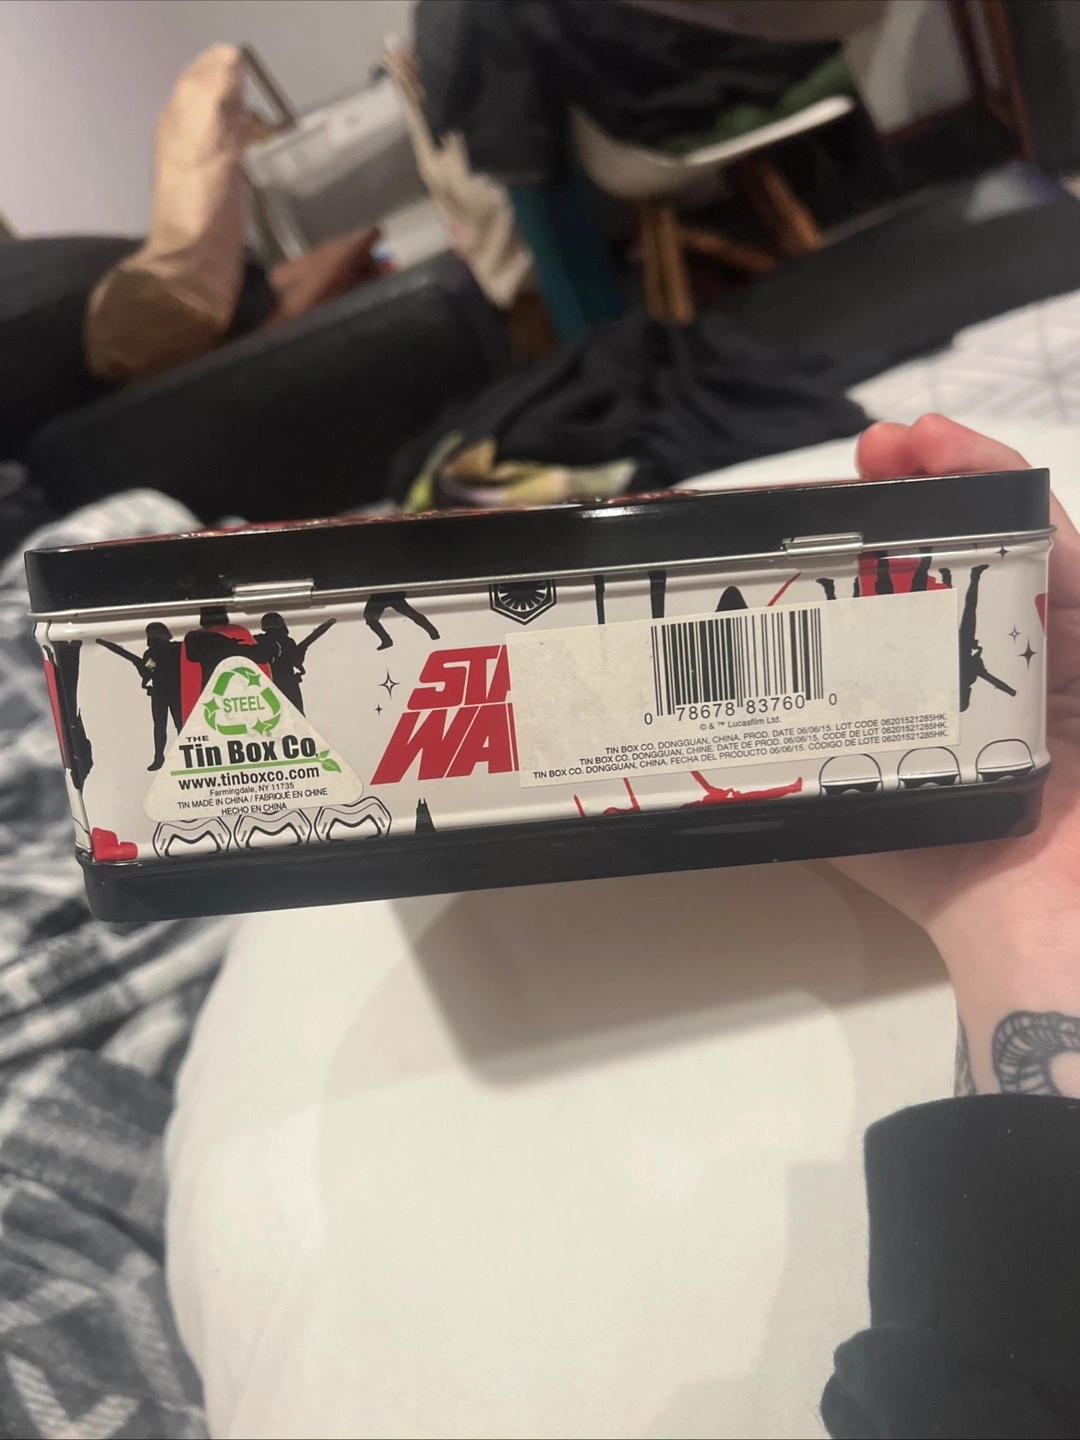 STEEL
THE
Tin Box Co.
www.tinboxco.com
Farmingdale, NY 11735
TIN MADE IN CHINA / FABRIQUÉ EN CHINE
HECHO EN CHINA
STA
WA
0 78678 83760 0
© & ™ Lucasfilm Ltd.
TIN BOX CO. DONGGUAN, CHINA. PROD. DATE 06/06/15. LOT CODE 06201521285HK.
TIN BOX CO. DONGGUAN, CHINE. DATE DE PROD. 06/06/15. CODE DE LOT 06201521285HK.
TIN BOX CO. DONGGUAN, CHINA. FECHA DEL PRODUCTO 06/06/15. CÓDIGO DE LOTE 06201521285HK.